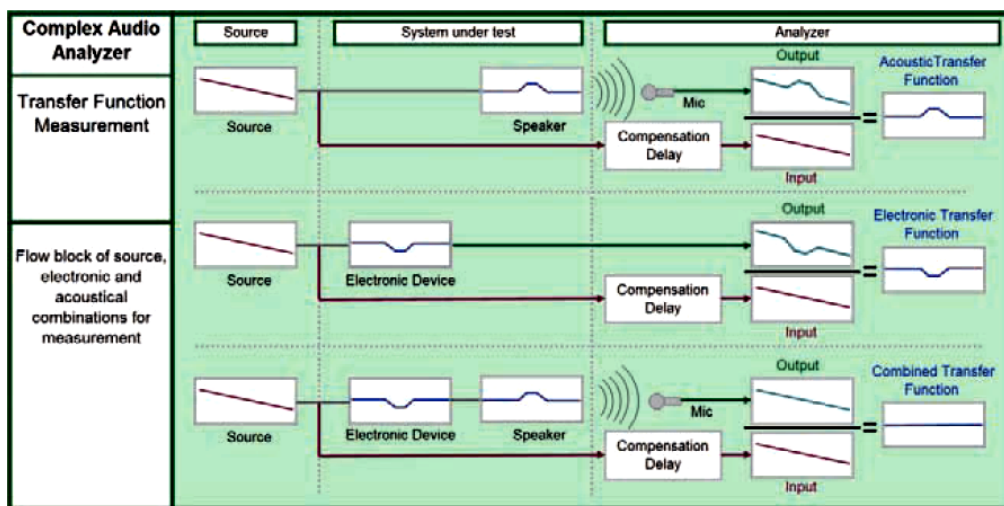 Complex Audio
Analyzer
Source
System under test
Analyzer
Transfer Function
Measurement
Source
Speaker
Mic
Compensation
Delay
Output
Input
=
AcousticTransfer
Function
Flow block of source,
electronic and
acoustical
combinations for
measurement
Source
Electronic Device
Compensation
Delay
Output
Input
=
Electronic Transfer
Function
Source
Electronic Device
Speaker
Mic
Compensation
Delay
Output
Input
=
Combined Transfer
Function